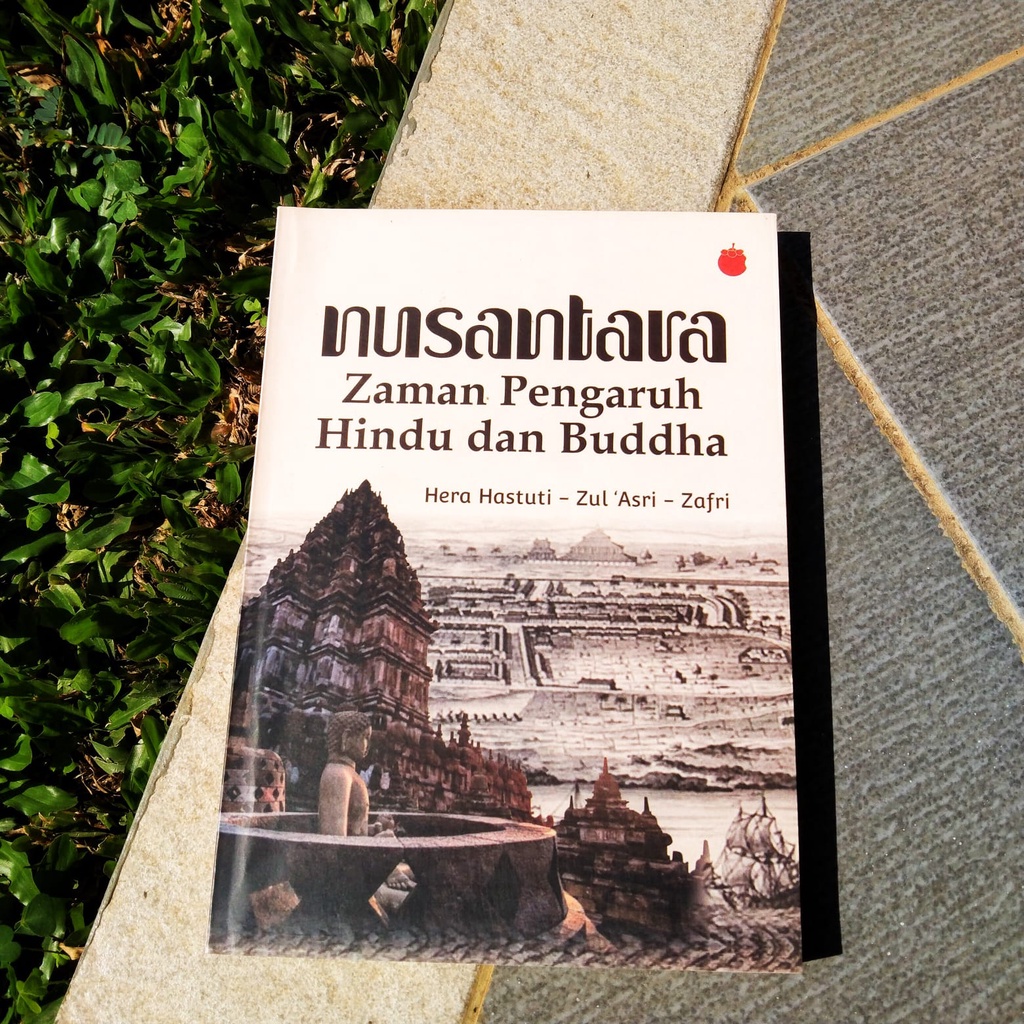 nusantara
Zaman Pengaruh
Hindu dan Buddha
Hera Hastuti – Zul ‘Asri – Zafri